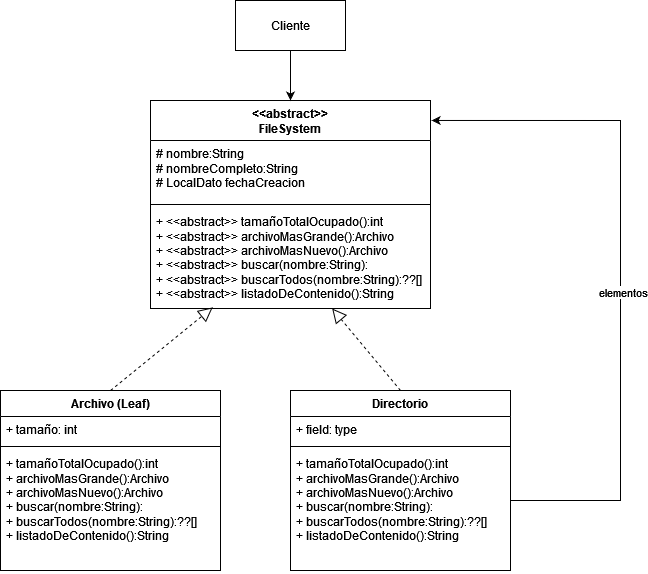 Cliente
<<abstract>>
FileSystem
# nombre:String
# nombreCompleto:String
# LocalDato fechaCreacion
+ <<abstract>> tamañoTotalOcupado():int
+ <<abstract>> archivoMasGrande():Archivo
+ <<abstract>> archivoMasNuevo():Archivo
+ <<abstract>> buscar(nombre:String):
+ <<abstract>> buscarTodos(nombre:String):??[]
+ <<abstract>> listadoDeContenido():String
elementos
Archivo (Leaf)
+ tamaño: int
+ tamañoTotalOcupado():int
+ archivoMasGrande():Archivo
+ archivoMasNuevo():Archivo
+ buscar(nombre:String):
+ buscarTodos(nombre:String):??[]
+ listadoDeContenido():String
Directorio
+ field: type
+ tamañoTotalOcupado():int
+ archivoMasGrande():Archivo
+ archivoMasNuevo():Archivo
+ buscar(nombre:String):
+ buscarTodos(nombre:String):??[]
+ listadoDeContenido():String